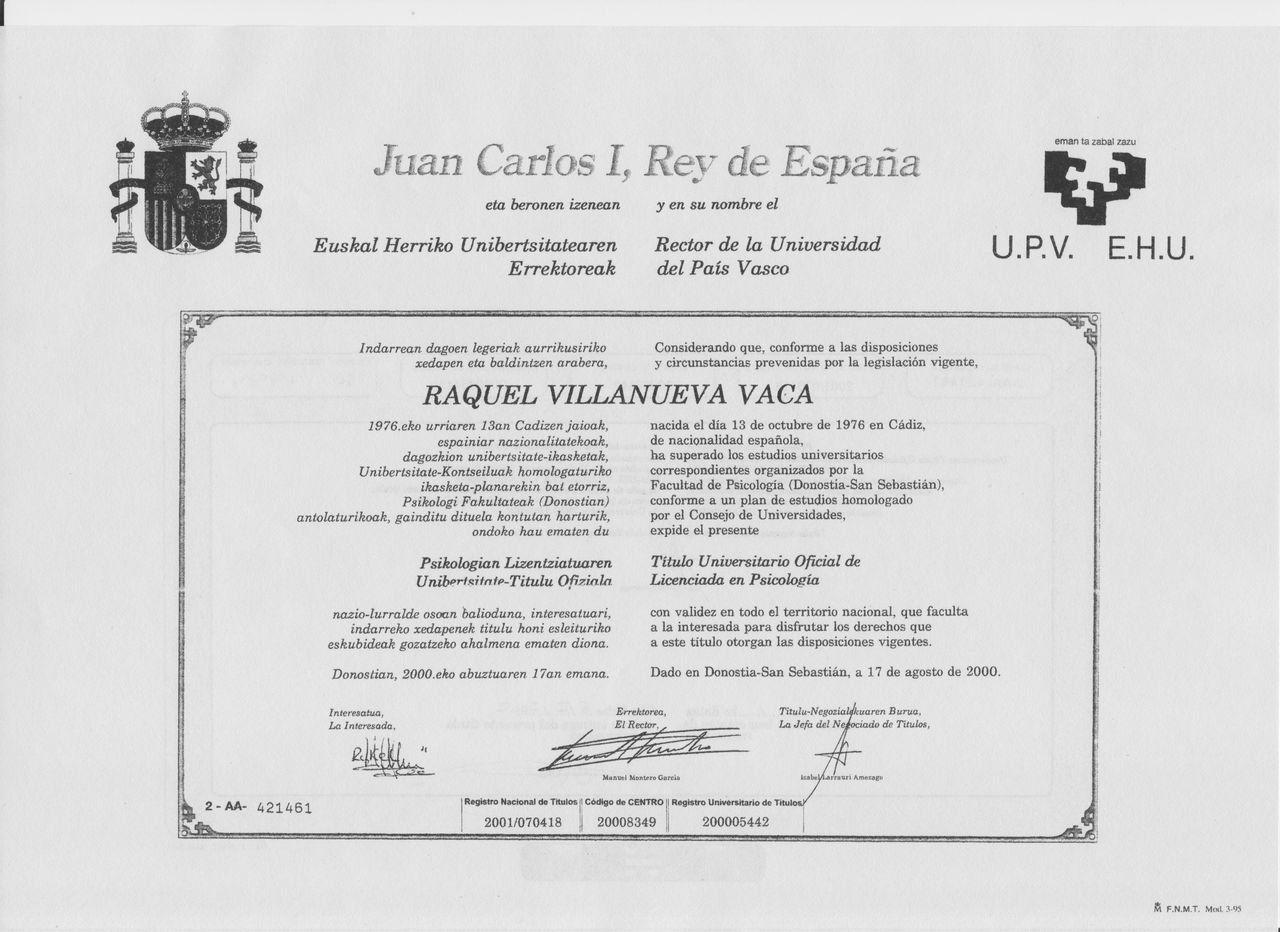 Juan Carlos I, Rey de España
eta beronen izenean
y en su nombre el
Euskal Herriko Unibertsitatearen
Errektoreak
Rector de la Universidad
del País Vasco
eman ta zabal zazu
U.P.V. E.H.U.
Indarrean dagoen legeriak aurrikusiriko
xedapen eta baldintzen arabera,
Considerando que, conforme a las disposiciones
y circunstancias prevenidas por la legislación vigente,
RAQUEL VILLANUEVA VACA
1976.eko urriaren 13an Cadizen jaioak,
espainiar nazionalitatekoak,
dagozkion unibertsitate-ikasketak,
Unibertsitate-Kontseiluak homologaturiko
ikasketa-planarekin bat etorriz,
Psikologi Fakultateak (Donostian)
antolaturikoak, gainditu dituela kontutan harturik,
ondoko hau ematen du
nacida el día 13 de octubre de 1976 en Cádiz,
de nacionalidad española,
ha superado los estudios universitarios
correspondientes organizados por la
Facultad de Psicología (Donostia-San Sebastián),
conforme a un plan de estudios homologado
por el Consejo de Universidades,
expide el presente
Psikologian Lizentziatuaren
Unibertsitate-Titulu Ofiziala
Título Universitario Oficial de
Licenciada en Psicología
nazio-lurralde osoan balioduna, interesatuari,
indarreko xedapenek titulu honi esleituriko
eskubideak gozatzeko ahalmena ematen diona.
con validez en todo el territorio nacional, que faculta
a la interesada para disfrutar los derechos que
a este título otorgan las disposiciones vigentes.
Donostian, 2000.eko abuztuaren 17an emana.
Dado en Donostia-San Sebastián, a 17 de agosto de 2000.
Interesatua,
La Interesada,
Errektorea,
El Rector,
Titulu-Negozialekuaren Burua,
La Jefa del Negociado de Títulos,
Manuel Montero García
Isabel Larrauri Amezaga
2 - AA- 421461
Registro Nacional de Títulos
2001/070418
Código de CENTRO
20008349
Registro Universitario de Títulos
200005442
F.N.M.T. Mod. 3-95